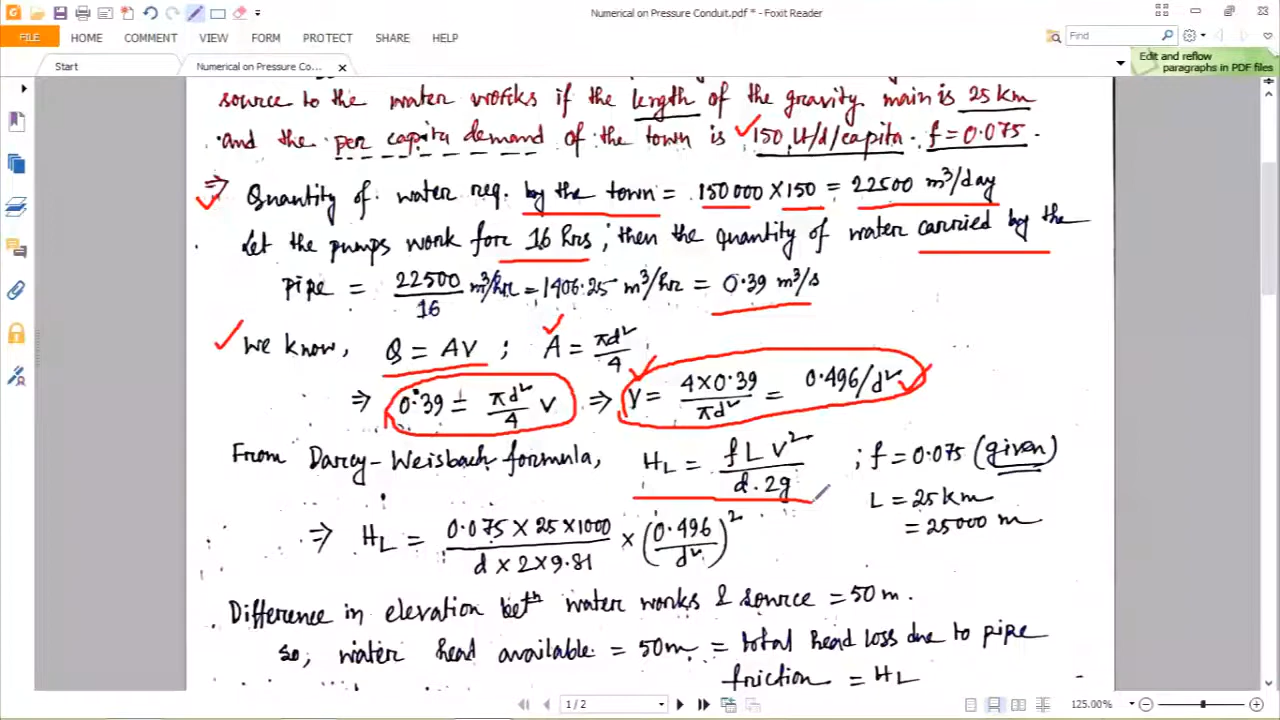 Numerical on Pressure Conduit.pdf * - Foxit Reader
FILE HOME COMMENT VIEW FORM PROTECT SHARE HELP
Find
Edit and reflow
paragraphs in PDF files
Start
Numerical on Pressure Co...
source to the water works if the length of the gravity main is 25 km
and the per capita demand of the town is 150 lt/d/capita. f = 0.075.
⇒ Quantity of water req. by the town = 150000 × 150 = 22500 m³/day
Let the pumps work for 16 hrs, then the quantity of water carried by the
pipe = 22500/16 m³/hr = 1406.25 m³/hr = 0.39 m³/s
We know, Q = AV ; A = πd²/4
⇒ 0.39 = πd²/4 V ⇒ V = 4×0.39/πd² = 0.496/d²
From Darcy-Weisbach formula, H_L = f L V²/d.2g ; f = 0.075 (given)
L = 25 km
= 25000 m
⇒ H_L = 0.075 × 25 × 1000/d × 2 × 9.81 × (0.496/d²)²
Difference in elevation betⁿ water works & source = 50 m.
so, water head available = 50 m = total head loss due to pipe
friction = H_L
1 / 2
125.00%